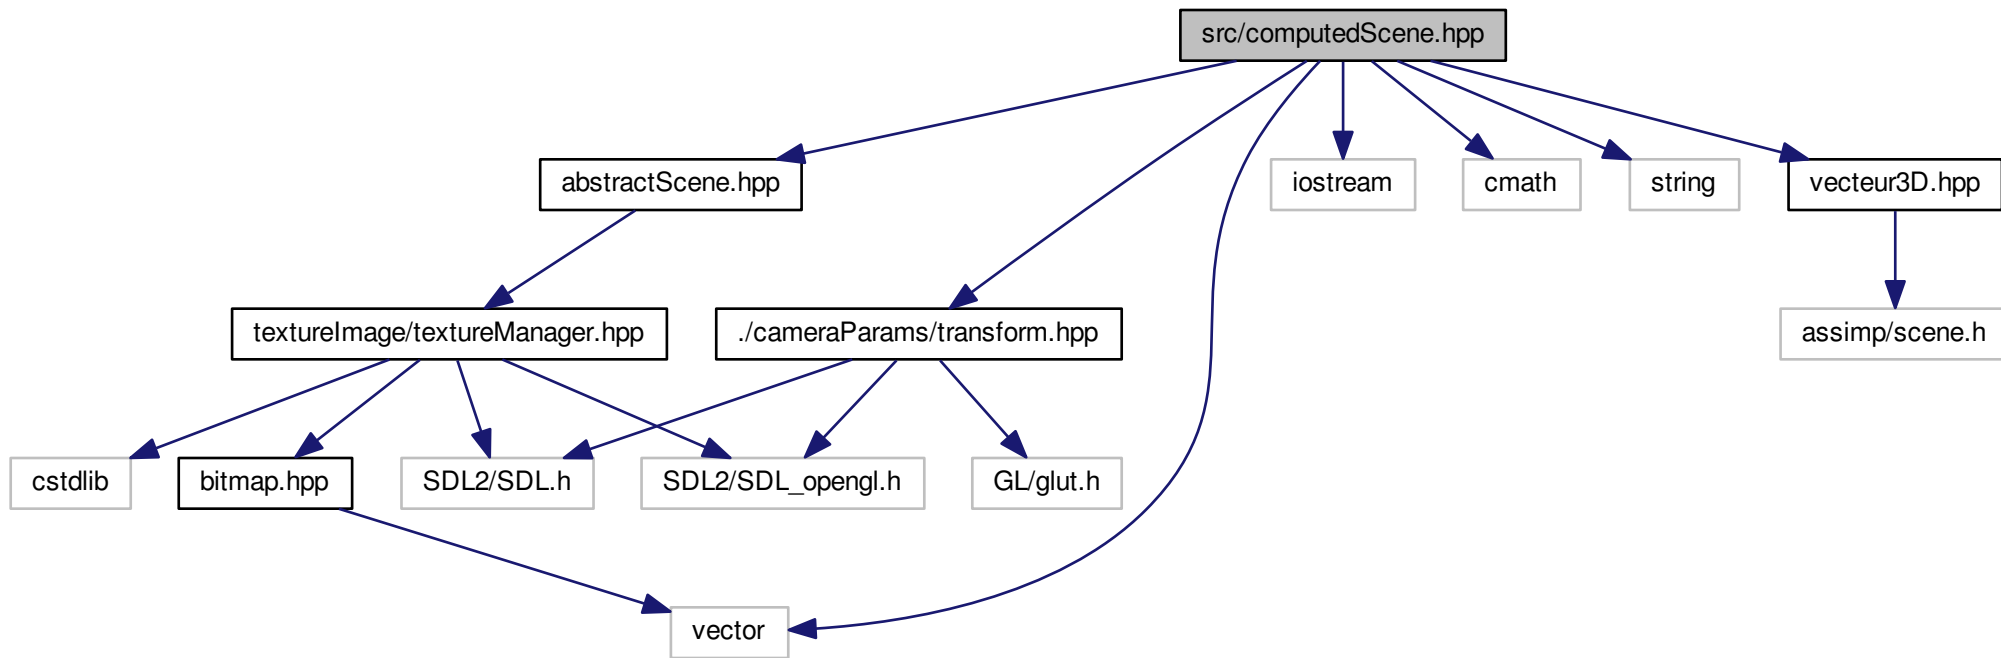 src/computedScene.hpp
abstractScene.hpp
iostream
cmath
string
vecteur3D.hpp
textureImage/textureManager.hpp
./cameraParams/transform.hpp
assimp/scene.h
cstdlib
bitmap.hpp
SDL2/SDL.h
SDL2/SDL_opengl.h
GL/glut.h
vector